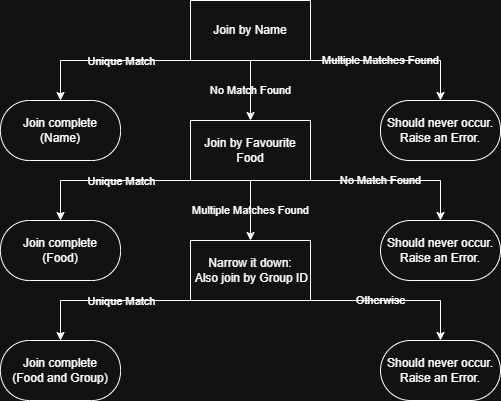 Join by Name
Unique Match
Multiple Matches Found
No Match Found
Join complete
(Name)
Should never occur.
Raise an Error.
Join by Favourite
Food
Unique Match
No Match Found
Multiple Matches Found
Join complete
(Food)
Should never occur.
Raise an Error.
Narrow it down:
Also join by Group ID
Unique Match
Otherwise
Join complete
(Food and Group)
Should never occur.
Raise an Error.